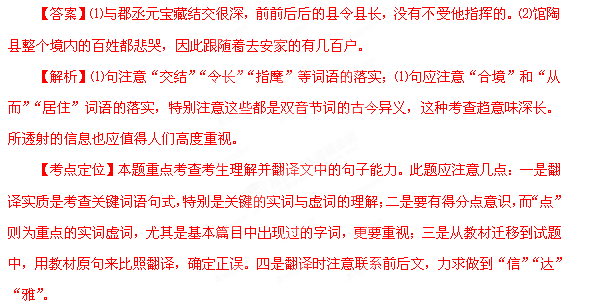 【答案】⑴与郡丞元宝藏结交很深，前前后后的县令县长，没有不受他指挥的。⑵馆陶
县整个境内的百姓都悲哭，因此跟随着去安家的有几百户。
【解析】⑴句注意“交结”“令长”“指麾”等词语的落实；⑴句应注意“合境”和“从
而”“居住”词语的落实，特别注意这些都是双音节词的古今异义，这种考查趋意味深长。
所透射的信息也应值得人们高度重视。
【考点定位】本题重点考查考生理解并翻译文中的句子能力。此题应注意几点：一是翻
译实质是考查关键词语句式，特别是关键的实词与虚词的理解；二是要有得分点意识，而“点”
则为重点的实词虚词，尤其是基本篇目中出现过的字词，更要重视；三是从教材迁移到试题
中，用教材原句来比照翻译，确定正误。四是翻译时注意联系前后文，力求做到“信”“达”
“雅”。